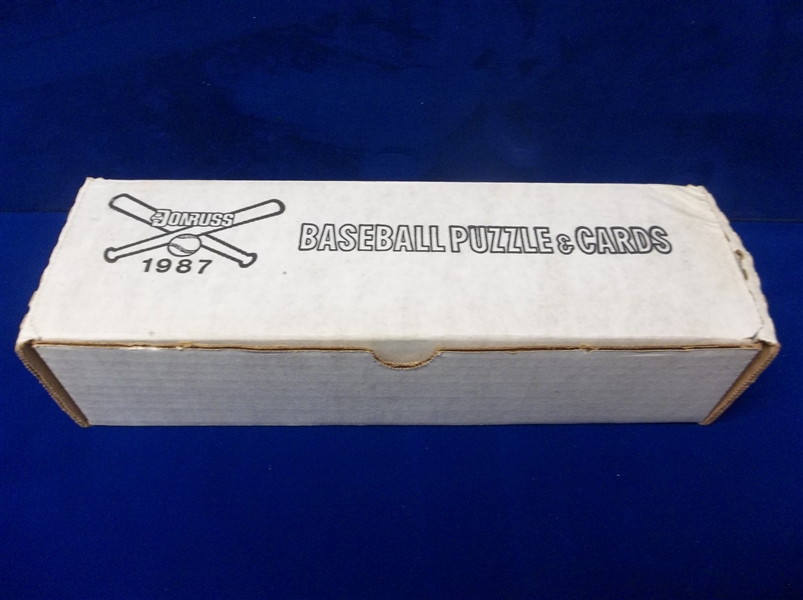 DONRUSS
1987
BASEBALL PUZZLE & CARDS